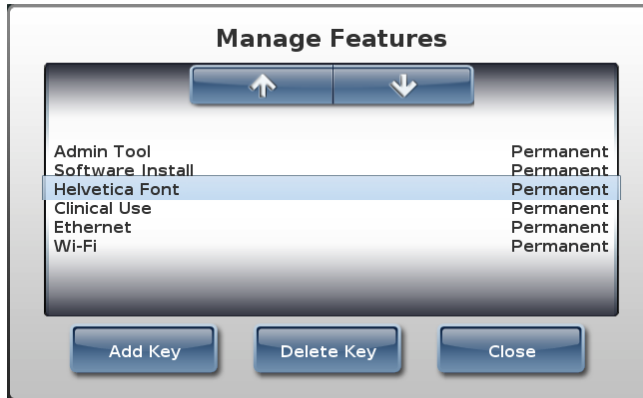 Manage Features
Admin Tool Permanent
Software Install Permanent
Helvetica Font Permanent
Clinical Use Permanent
Ethernet Permanent
Wi-Fi Permanent
Add Key Delete Key Close